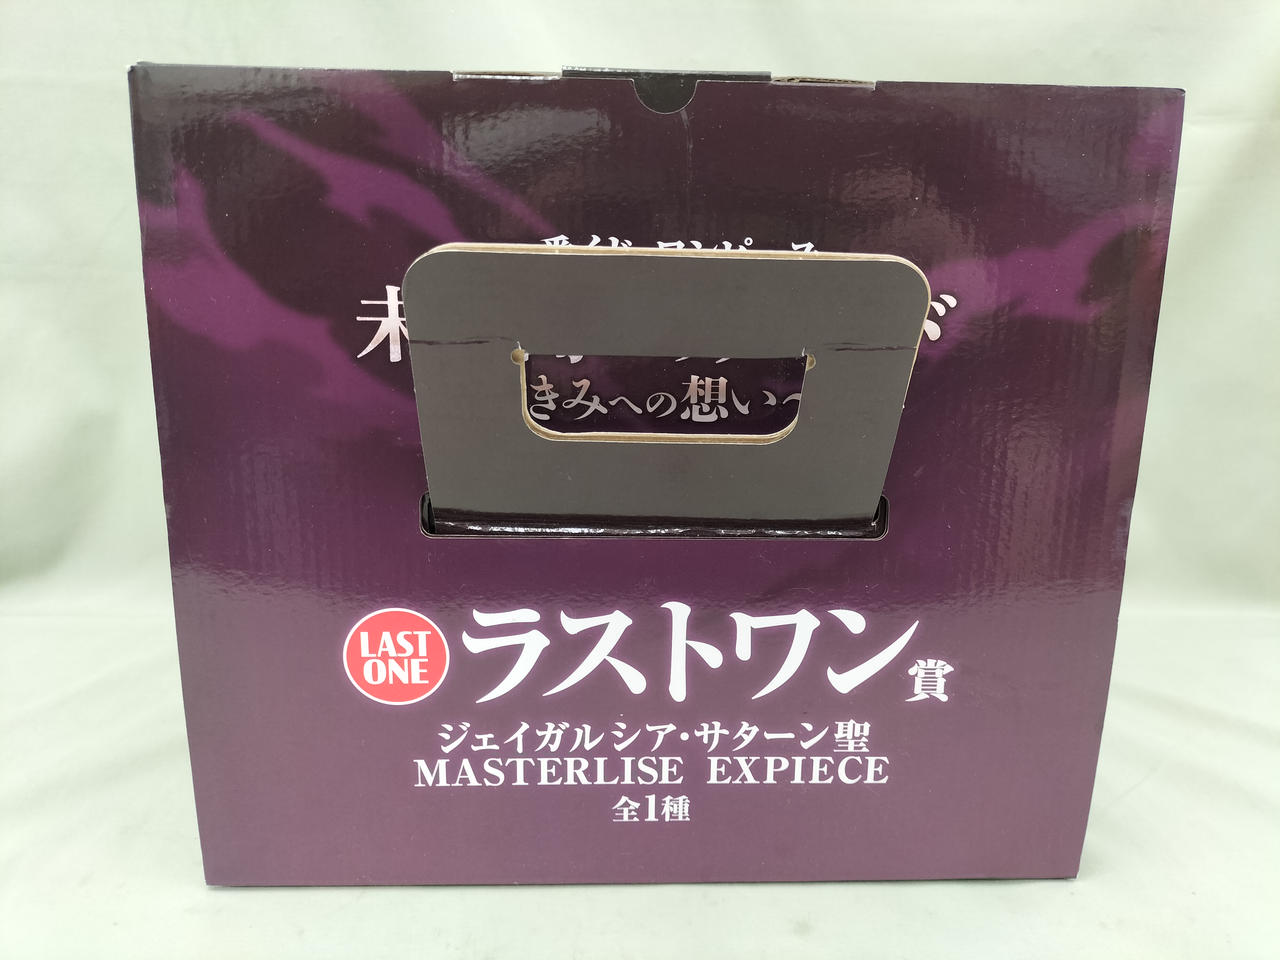 きみへの想い～
LAST ONE
ラストワン賞
ジェイガルシア・サターン聖
MASTERLISE EXPIECE
全1種